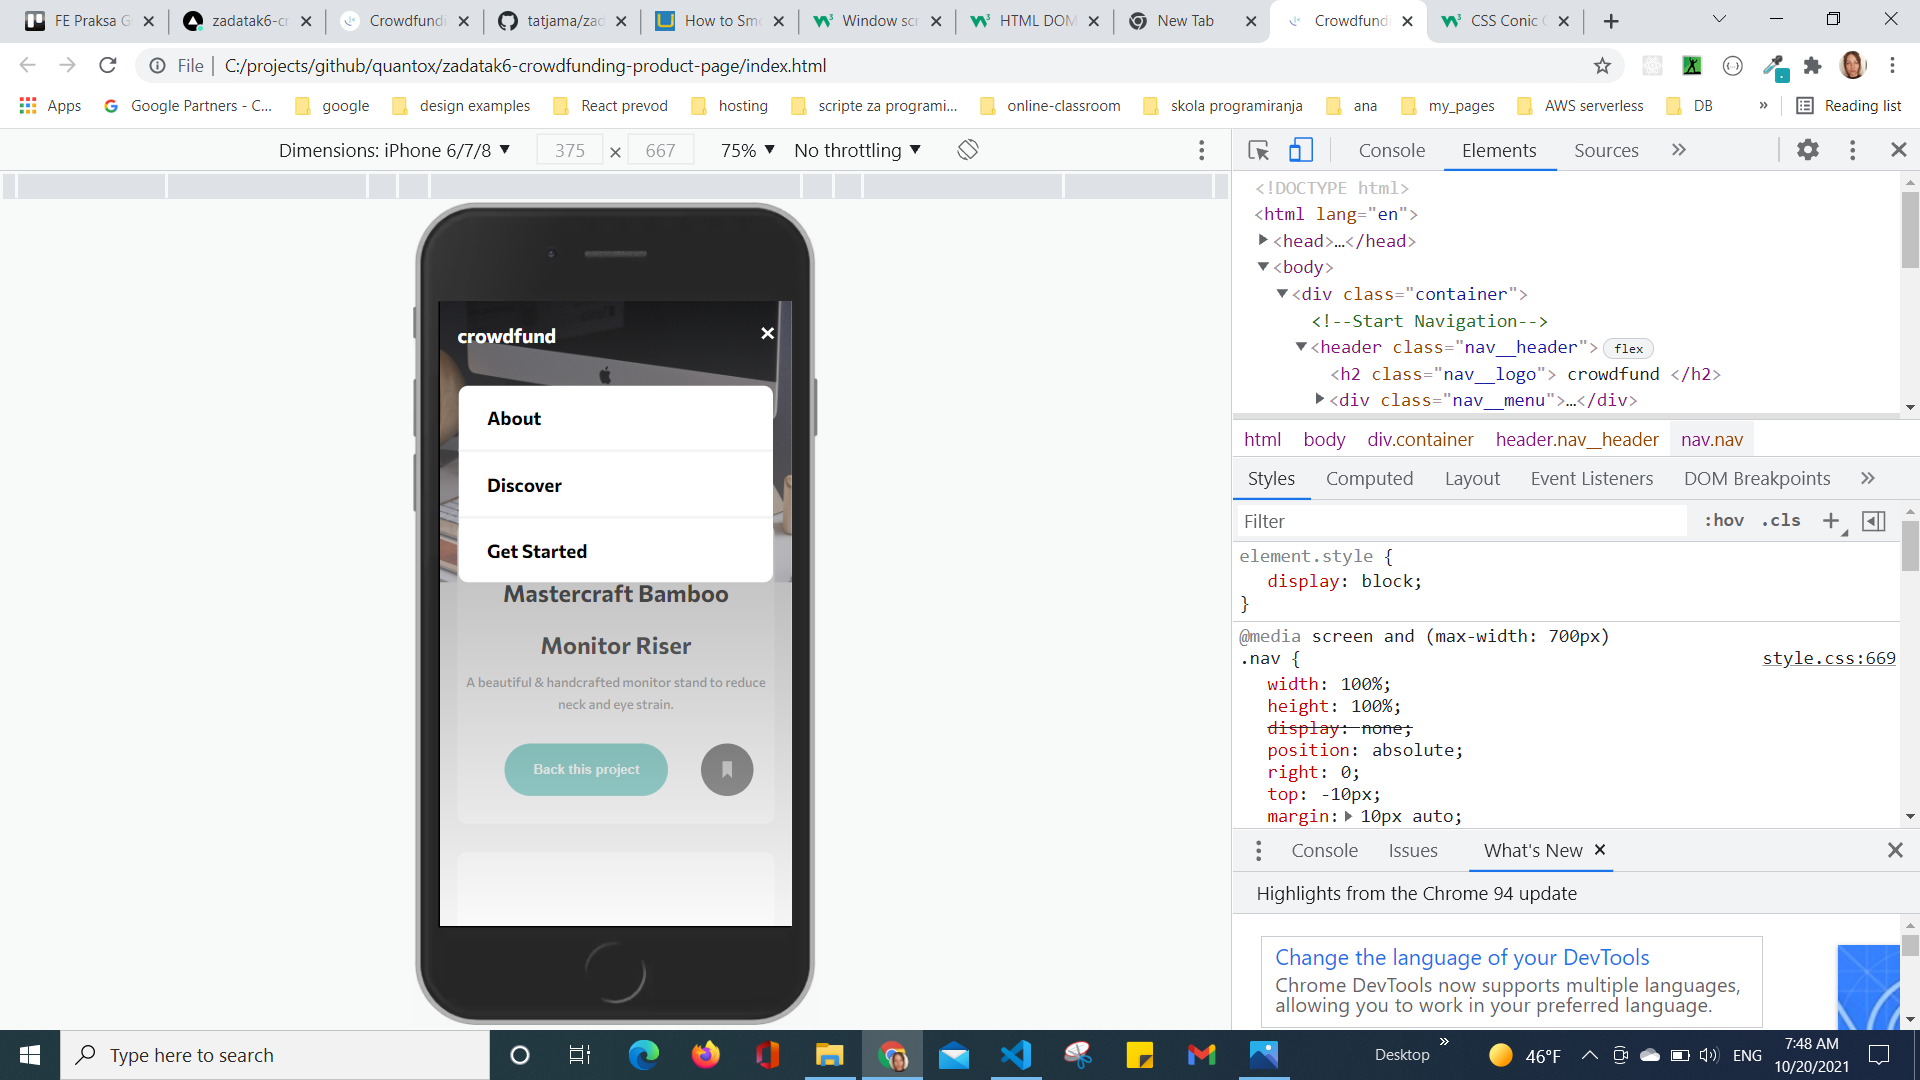 FE Praksa G
zadatak6-cr
Crowdfundi
tatjama/zad
How to Smo
Window scr
HTML DOM
New Tab
Crowdfundi
CSS Conic G
File | C:/projects/github/quantox/zadatak6-crowdfunding-product-page/index.html
Apps Google Partners - C... google design examples React prevod hosting scripte za programi... online-classroom skola programiranja ana my_pages AWS serverless DB » Reading list
Dimensions: iPhone 6/7/8 ▼ 375 × 667 75% ▼ No throttling ▼
Console Elements Sources »
<!DOCTYPE html>
<html lang="en">
<head>…</head>
<body>
<div class="container">
<!--Start Navigation-->
<header class="nav__header"> flex
<h2 class="nav__logo"> crowdfund </h2>
<div class="nav__menu">…</div>
html body div.container header.nav__header nav.nav
Styles Computed Layout Event Listeners DOM Breakpoints »
Filter :hov .cls +
element.style {
display: block;
}
@media screen and (max-width: 700px)
.nav { style.css:669
width: 100%;
height: 100%;
display: none;
position: absolute;
right: 0;
top: -10px;
margin: 10px auto;
Console Issues What's New ×
Highlights from the Chrome 94 update
Change the language of your DevTools
Chrome DevTools now supports multiple languages,
allowing you to work in your preferred language.
crowdfund
About
Discover
Get Started
Mastercraft Bamboo
Monitor Riser
A beautiful & handcrafted monitor stand to reduce
neck and eye strain.
Back this project
Type here to search
Desktop »
46°F
ENG
7:48 AM
10/20/2021